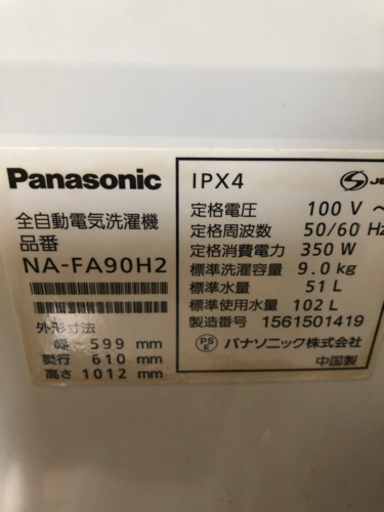 Panasonic
全自動電気洗濯機
品番
NA-FA90H2
外形寸法
幅 599 mm
奥行 610 mm
高さ 1012 mm
IPX4
定格電圧 100 V ~
定格周波数 50/60 Hz
定格消費電力 350 W
標準洗濯容量 9.0 kg
標準水量 51 L
標準使用水量 102 L
製造番号 1561501419
PS E パナソニック株式会社
中国製